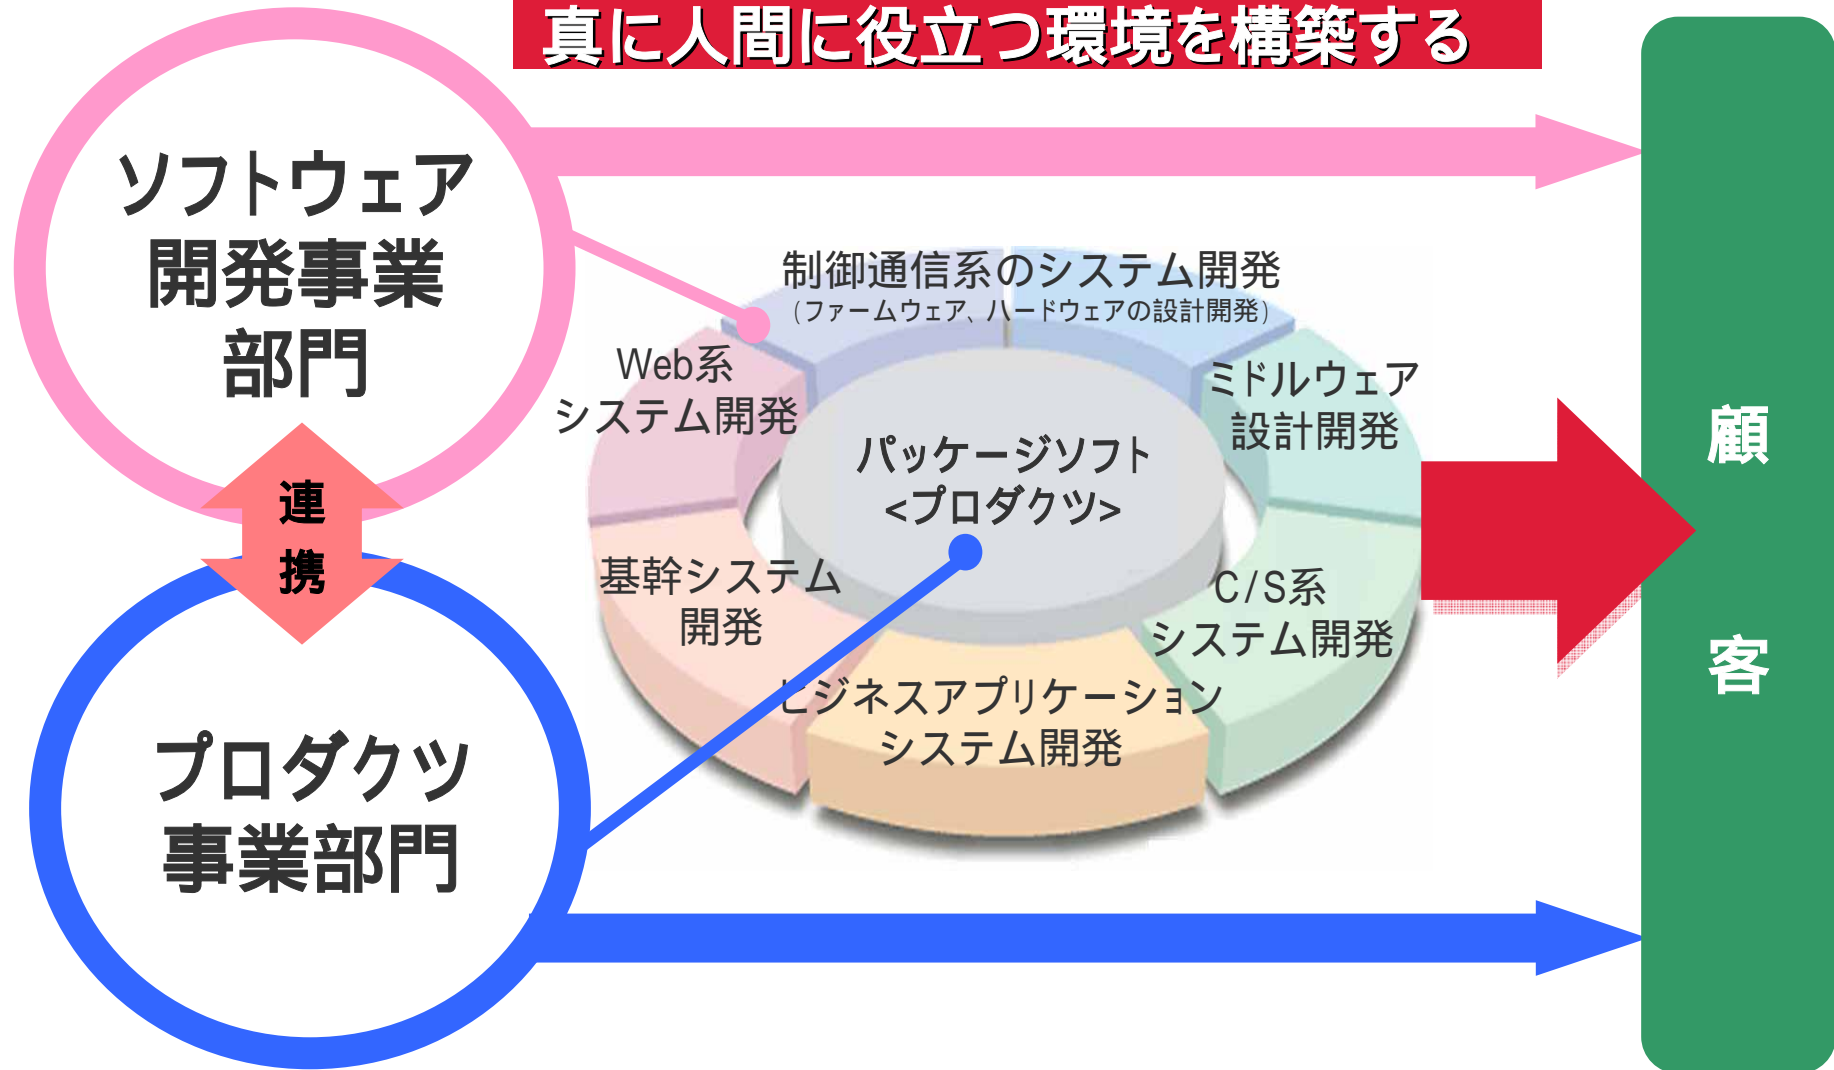 真に人間に役立つ環境を構築する
ソフトウェア
開発事業
部門
連
携
プロダクツ
事業部門
制御通信系のシステム開発
(ファームウェア、ハードウェアの設計開発)
Web系
システム開発
ミドルウェア
設計開発
パッケージソフト
<プロダクツ>
基幹システム
開発
C/S系
システム開発
ビジネスアプリケーション
システム開発
顧
客